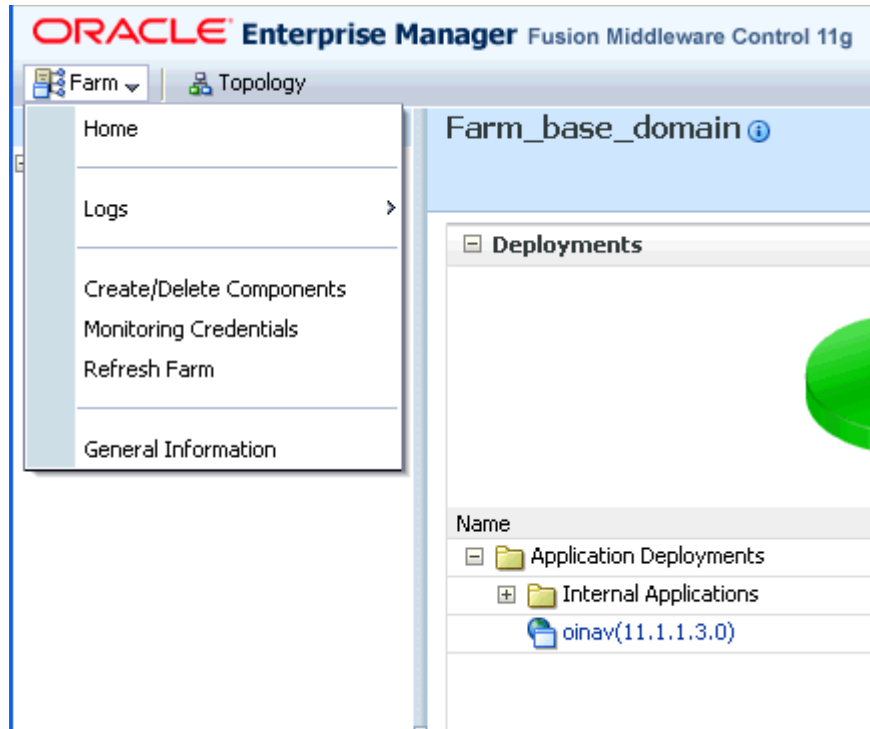 ORACLE Enterprise Manager Fusion Middleware Control 11g
Farm Topology
Home
Logs
Create/Delete Components
Monitoring Credentials
Refresh Farm
General Information
Farm_base_domain
Deployments
Name
Application Deployments
Internal Applications
oinav(11.1.1.3.0)